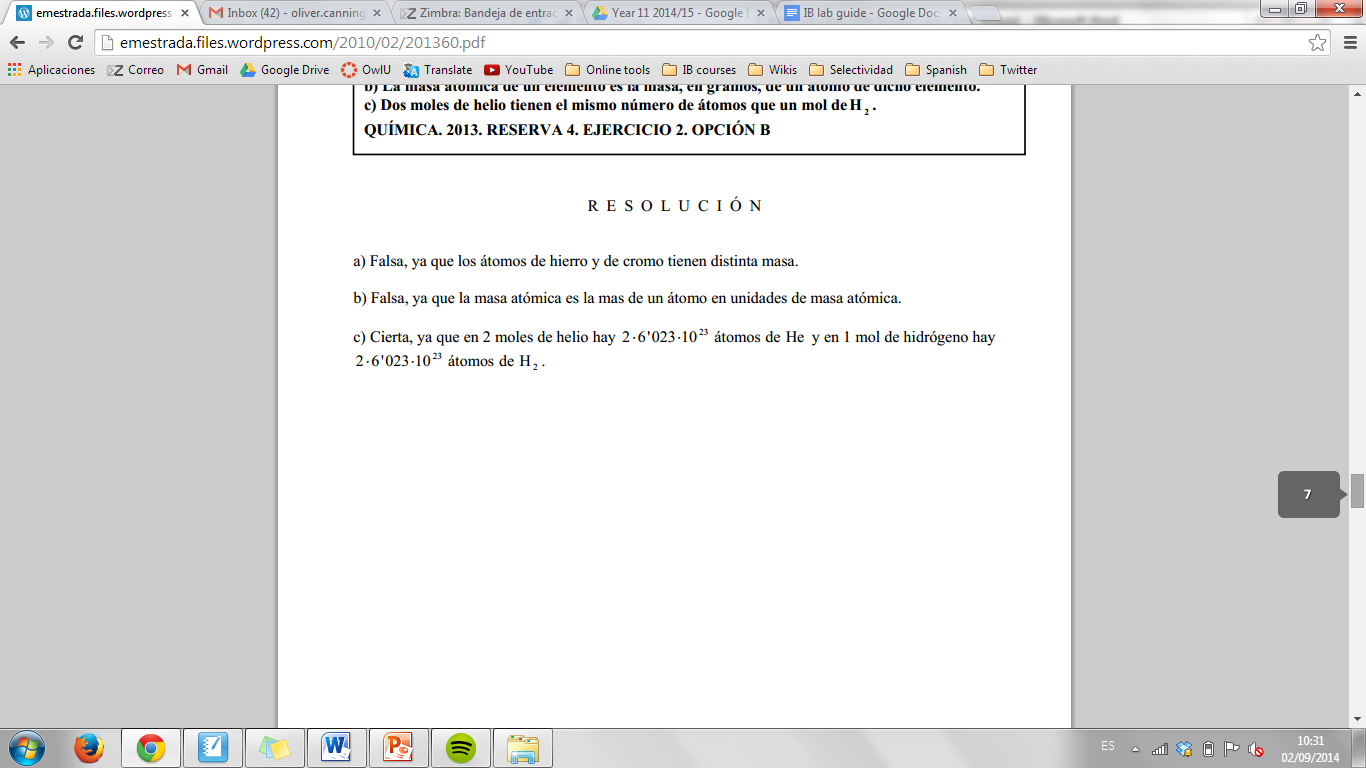 emestrada.files.wordpress
Inbox (42) - oliver.canning
Zimbra: Bandeja de entrad
Year 11 2014/15 - Google
IB lab guide - Google Doc
emestrada.files.wordpress.com/2010/02/201360.pdf
Aplicaciones Correo Gmail Google Drive OwlU Translate YouTube Online tools IB courses Wikis Selectividad Spanish Twitter
b) La masa atómica de un elemento es la masa, en gramos, de un átomo de dicho elemento.
c) Dos moles de helio tienen el mismo número de átomos que un mol de H₂.
QUÍMICA. 2013. RESERVA 4. EJERCICIO 2. OPCIÓN B
R E S O L U C I Ó N
a) Falsa, ya que los átomos de hierro y de cromo tienen distinta masa.
b) Falsa, ya que la masa atómica es la mas de un átomo en unidades de masa atómica.
c) Cierta, ya que en 2 moles de helio hay 2·6'023·10²³ átomos de He y en 1 mol de hidrógeno hay
2·6'023·10²³ átomos de H₂.
7
ES
10:31
02/09/2014